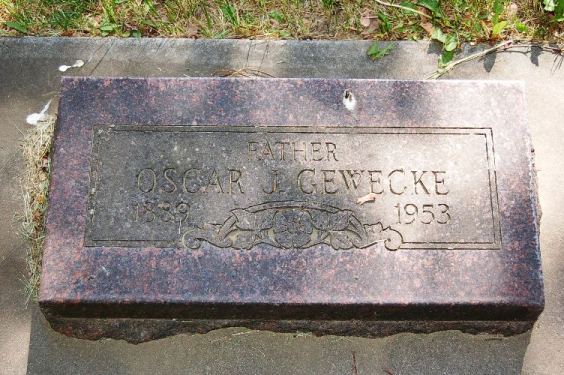 FATHER
OSCAR J. GEWECKE
1889 1953